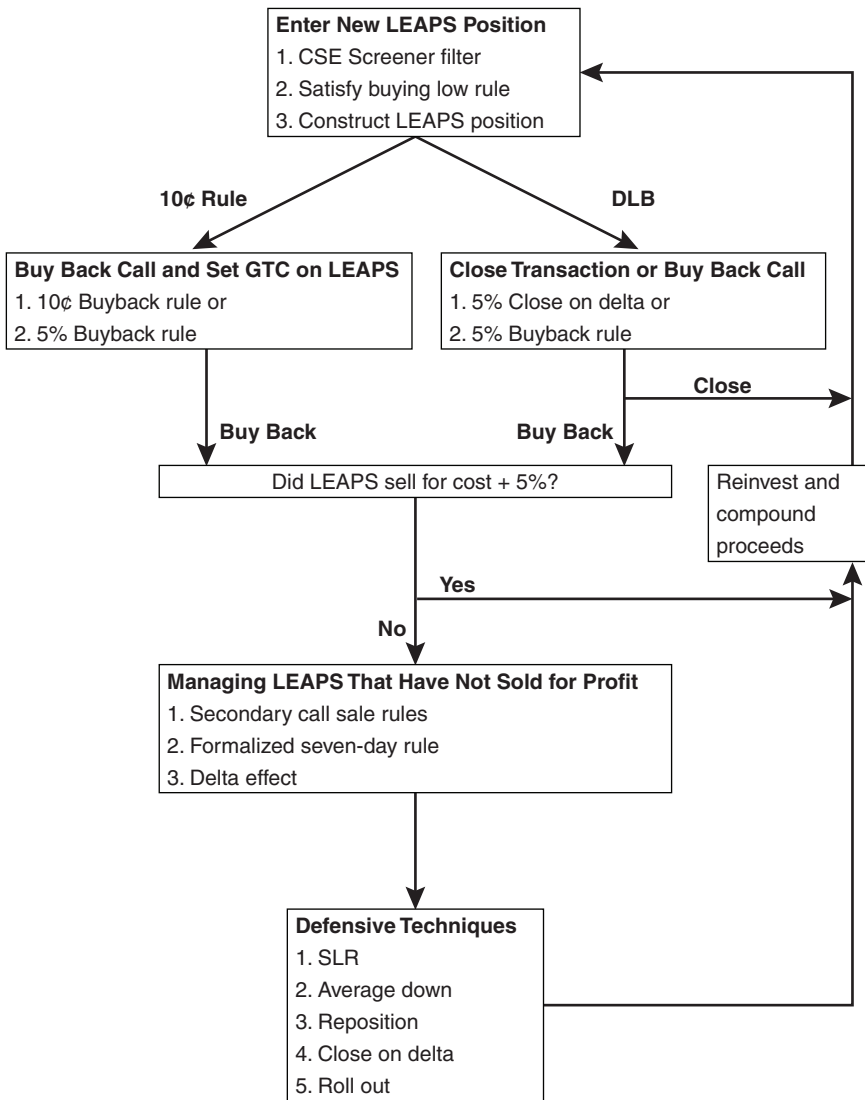 Enter New LEAPS Position
1. CSE Screener filter
2. Satisfy buying low rule
3. Construct LEAPS position
10¢ Rule
DLB
Buy Back Call and Set GTC on LEAPS
1. 10¢ Buyback rule or
2. 5% Buyback rule
Close Transaction or Buy Back Call
1. 5% Close on delta or
2. 5% Buyback rule
Close
Buy Back
Buy Back
Did LEAPS sell for cost + 5%?
Reinvest and
compound
proceeds
Yes
No
Managing LEAPS That Have Not Sold for Profit
1. Secondary call sale rules
2. Formalized seven-day rule
3. Delta effect
Defensive Techniques
1. SLR
2. Average down
3. Reposition
4. Close on delta
5. Roll out